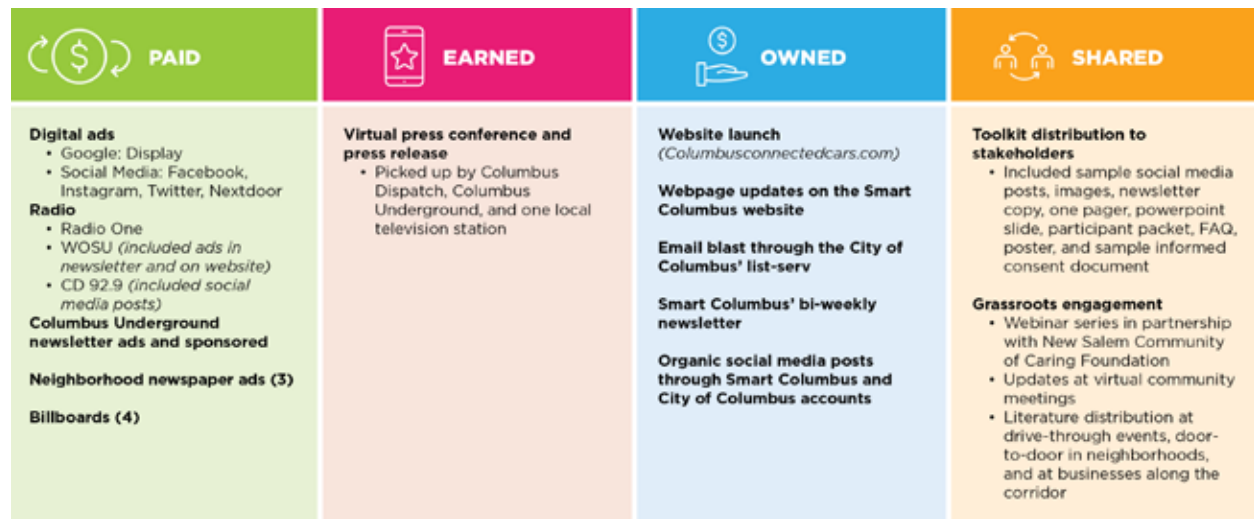 PAID
Digital ads
• Google: Display
• Social Media: Facebook,
Instagram, Twitter, Nextdoor
Radio
• Radio One
• WOSU (included ads in
newsletter and on website)
• CD 92.9 (included social
media posts)
Columbus Underground
newsletter ads and sponsored
Neighborhood newspaper ads (3)
Billboards (4)
EARNED
Virtual press conference and
press release
• Picked up by Columbus
Dispatch, Columbus
Underground, and one local
television station
OWNED
Website launch
(Columbusconnectedcars.com)
Webpage updates on the Smart
Columbus website
Email blast through the City of
Columbus' list-serv
Smart Columbus' bi-weekly
newsletter
Organic social media posts
through Smart Columbus and
City of Columbus accounts
SHARED
Toolkit distribution to
stakeholders
• Included sample social media
posts, images, newsletter
copy, one pager, powerpoint
slide, participant packet, FAQ,
poster, and sample informed
consent document
Grassroots engagement
• Webinar series in partnership
with New Salem Community
of Caring Foundation
• Updates at virtual community
meetings
• Literature distribution at
drive-through events, door-
to-door in neighborhoods,
and at businesses along the
corridor